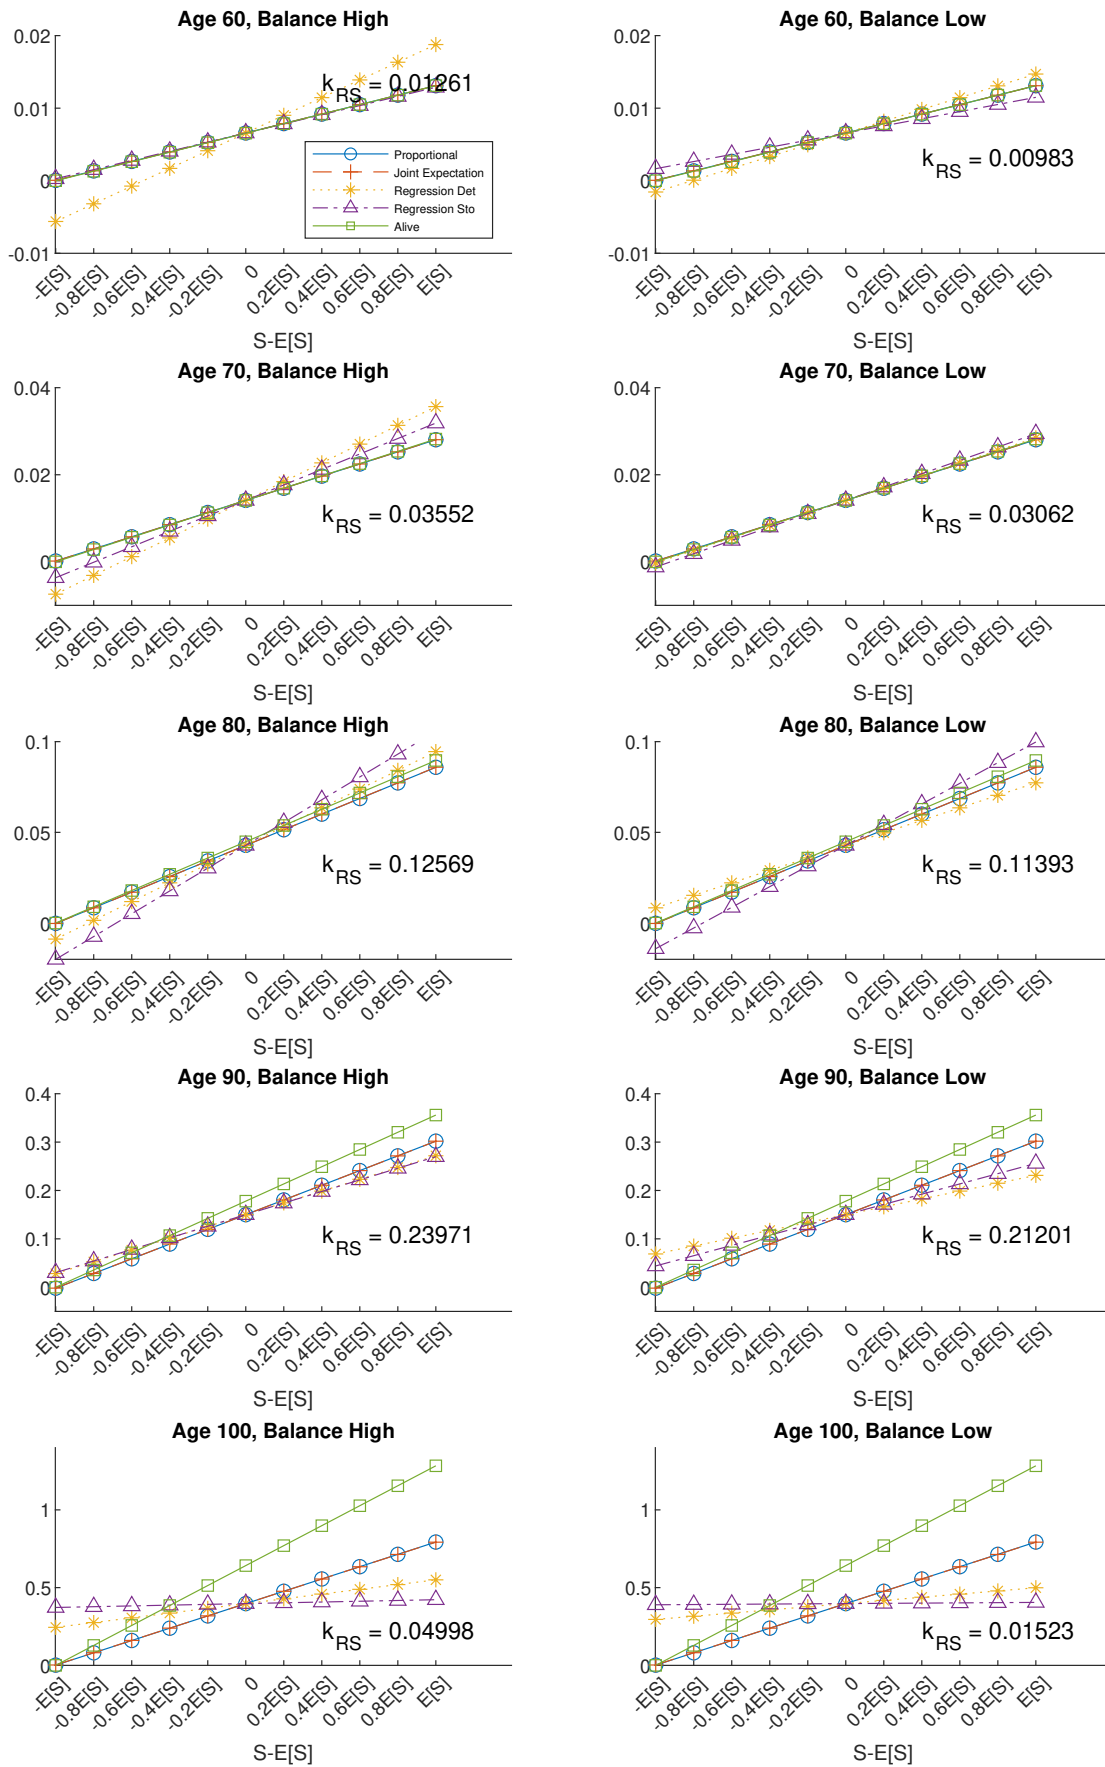 Age 60, Balance High
0.02
0.01
0
-0.01
k_RS = 0.01261
Proportional
Joint Expectation
Regression Det
Regression Sto
Alive
-E[S] -0.8E[S] -0.6E[S] -0.4E[S] -0.2E[S] 0 0.2E[S] 0.4E[S] 0.6E[S] 0.8E[S] E[S]
S-E[S]
Age 60, Balance Low
0.02
0.01
0
-0.01
k_RS = 0.00983
-E[S] -0.8E[S] -0.6E[S] -0.4E[S] -0.2E[S] 0 0.2E[S] 0.4E[S] 0.6E[S] 0.8E[S] E[S]
S-E[S]
Age 70, Balance High
0.04
0.02
0
k_RS = 0.03552
-E[S] -0.8E[S] -0.6E[S] -0.4E[S] -0.2E[S] 0 0.2E[S] 0.4E[S] 0.6E[S] 0.8E[S] E[S]
S-E[S]
Age 70, Balance Low
0.04
0.02
0
k_RS = 0.03062
-E[S] -0.8E[S] -0.6E[S] -0.4E[S] -0.2E[S] 0 0.2E[S] 0.4E[S] 0.6E[S] 0.8E[S] E[S]
S-E[S]
Age 80, Balance High
0.1
0.05
0
k_RS = 0.12569
-E[S] -0.8E[S] -0.6E[S] -0.4E[S] -0.2E[S] 0 0.2E[S] 0.4E[S] 0.6E[S] 0.8E[S] E[S]
S-E[S]
Age 80, Balance Low
0.1
0.05
0
k_RS = 0.11393
-E[S] -0.8E[S] -0.6E[S] -0.4E[S] -0.2E[S] 0 0.2E[S] 0.4E[S] 0.6E[S] 0.8E[S] E[S]
S-E[S]
Age 90, Balance High
0.4
0.3
0.2
0.1
0
k_RS = 0.23971
-E[S] -0.8E[S] -0.6E[S] -0.4E[S] -0.2E[S] 0 0.2E[S] 0.4E[S] 0.6E[S] 0.8E[S] E[S]
S-E[S]
Age 90, Balance Low
0.4
0.3
0.2
0.1
0
k_RS = 0.21201
-E[S] -0.8E[S] -0.6E[S] -0.4E[S] -0.2E[S] 0 0.2E[S] 0.4E[S] 0.6E[S] 0.8E[S] E[S]
S-E[S]
Age 100, Balance High
1
0.5
0
k_RS = 0.04998
-E[S] -0.8E[S] -0.6E[S] -0.4E[S] -0.2E[S] 0 0.2E[S] 0.4E[S] 0.6E[S] 0.8E[S] E[S]
S-E[S]
Age 100, Balance Low
1
0.5
0
k_RS = 0.01523
-E[S] -0.8E[S] -0.6E[S] -0.4E[S] -0.2E[S] 0 0.2E[S] 0.4E[S] 0.6E[S] 0.8E[S] E[S]
S-E[S]